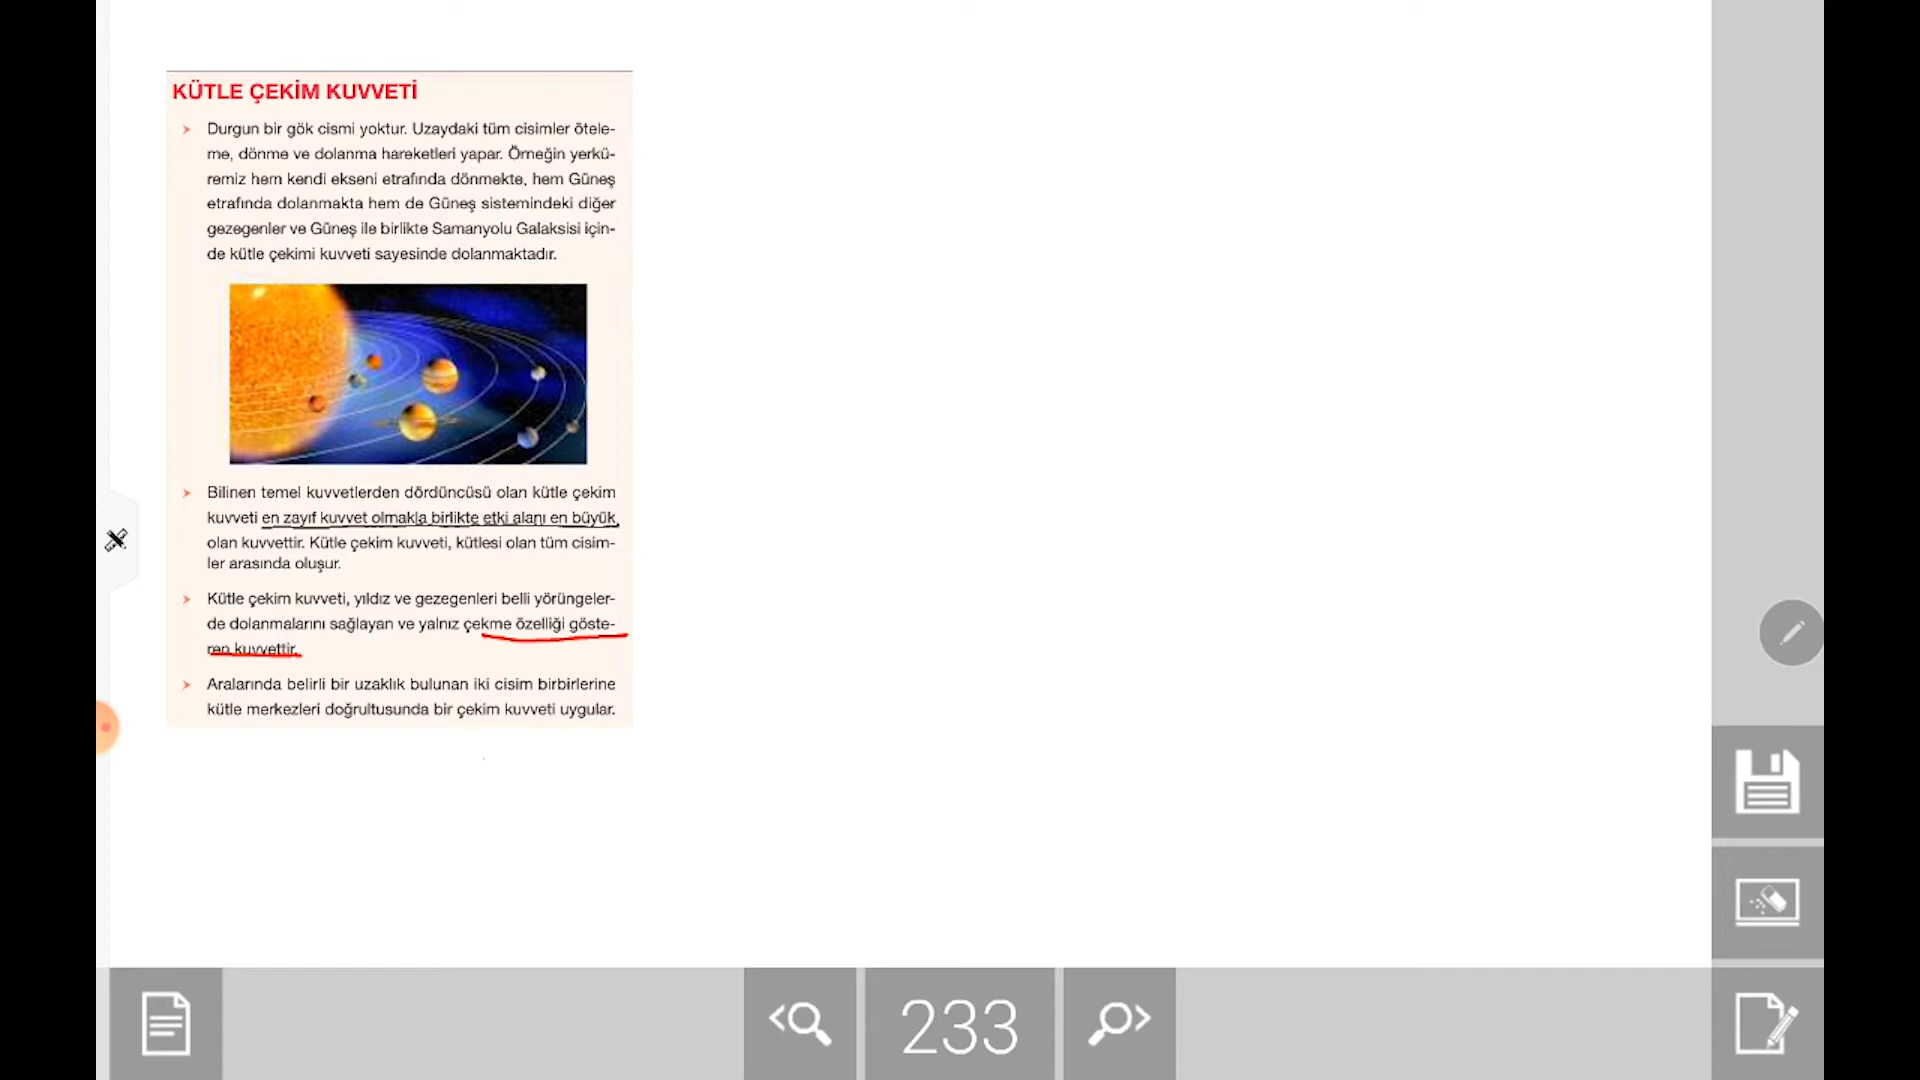 KÜTLE ÇEKİM KUVVETİ
Durgun bir gök cismi yoktur. Uzaydaki tüm cisimler ötele-
me, dönme ve dolanma hareketleri yapar. Örneğin yerkü-
remiz hem kendi ekseni etrafında dönmekte, hem Güneş
etrafında dolanmakta hem de Güneş sistemindeki diğer
gezegenler ve Güneş ile birlikte Samanyolu Galaksisi için-
de kütle çekimi kuvveti sayesinde dolanmaktadır.
Bilinen temel kuvvetlerden dördüncüsü olan kütle çekim
kuvveti en zayıf kuvvet olmakla birlikte etki alanı en büyük
olan kuvvettir. Kütle çekim kuvveti, kütlesi olan tüm cisim-
ler arasında oluşur.
Kütle çekim kuvveti, yıldız ve gezegenleri belli yörüngeler-
de dolanmalarını sağlayan ve yalnız çekme özelliği göste-
ren kuvvettir.
Aralarında belirli bir uzaklık bulunan iki cisim birbirlerine
kütle merkezleri doğrultusunda bir çekim kuvveti uygular.
233